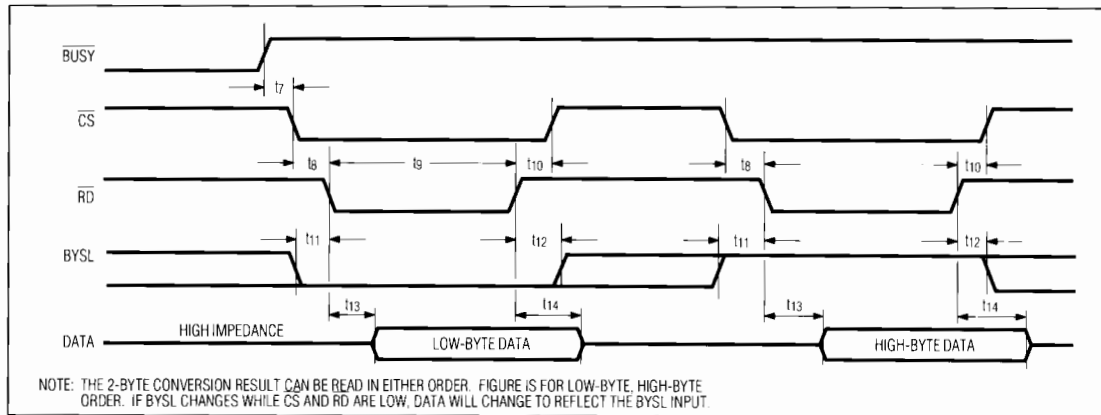 BUSY
t7
CS
t8 t9 t10 t8 t10
RD
t11 t12 t11 t12
BYSL
t13 t14 t13 t14
HIGH IMPEDANCE
DATA LOW-BYTE DATA HIGH-BYTE DATA
NOTE: THE 2-BYTE CONVERSION RESULT CAN BE READ IN EITHER ORDER. FIGURE IS FOR LOW-BYTE, HIGH-BYTE
ORDER. IF BYSL CHANGES WHILE CS AND RD ARE LOW, DATA WILL CHANGE TO REFLECT THE BYSL INPUT.